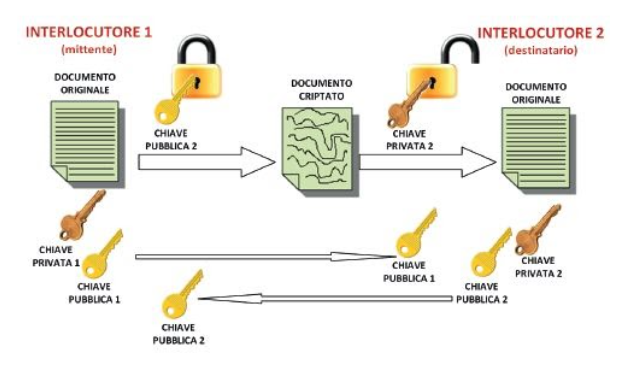 INTERLOCUTORE 1
(mittente)
INTERLOCUTORE 2
(destinatario)
DOCUMENTO
ORIGINALE
CHIAVE
PUBBLICA 2
DOCUMENTO
CRIPTATO
CHIAVE
PRIVATA 2
DOCUMENTO
ORIGINALE
CHIAVE
PRIVATA 1
CHIAVE
PUBBLICA 1
CHIAVE
PUBBLICA 1
CHIAVE
PUBBLICA 2
CHIAVE
PRIVATA 2
CHIAVE
PUBBLICA 2